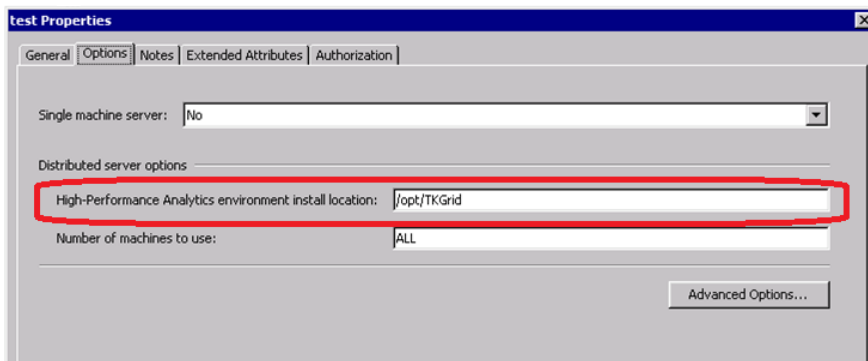 test Properties
General Options Notes Extended Attributes Authorization
Single machine server: No
Distributed server options
High-Performance Analytics environment install location: /opt/TKGrid
Number of machines to use: ALL
Advanced Options...